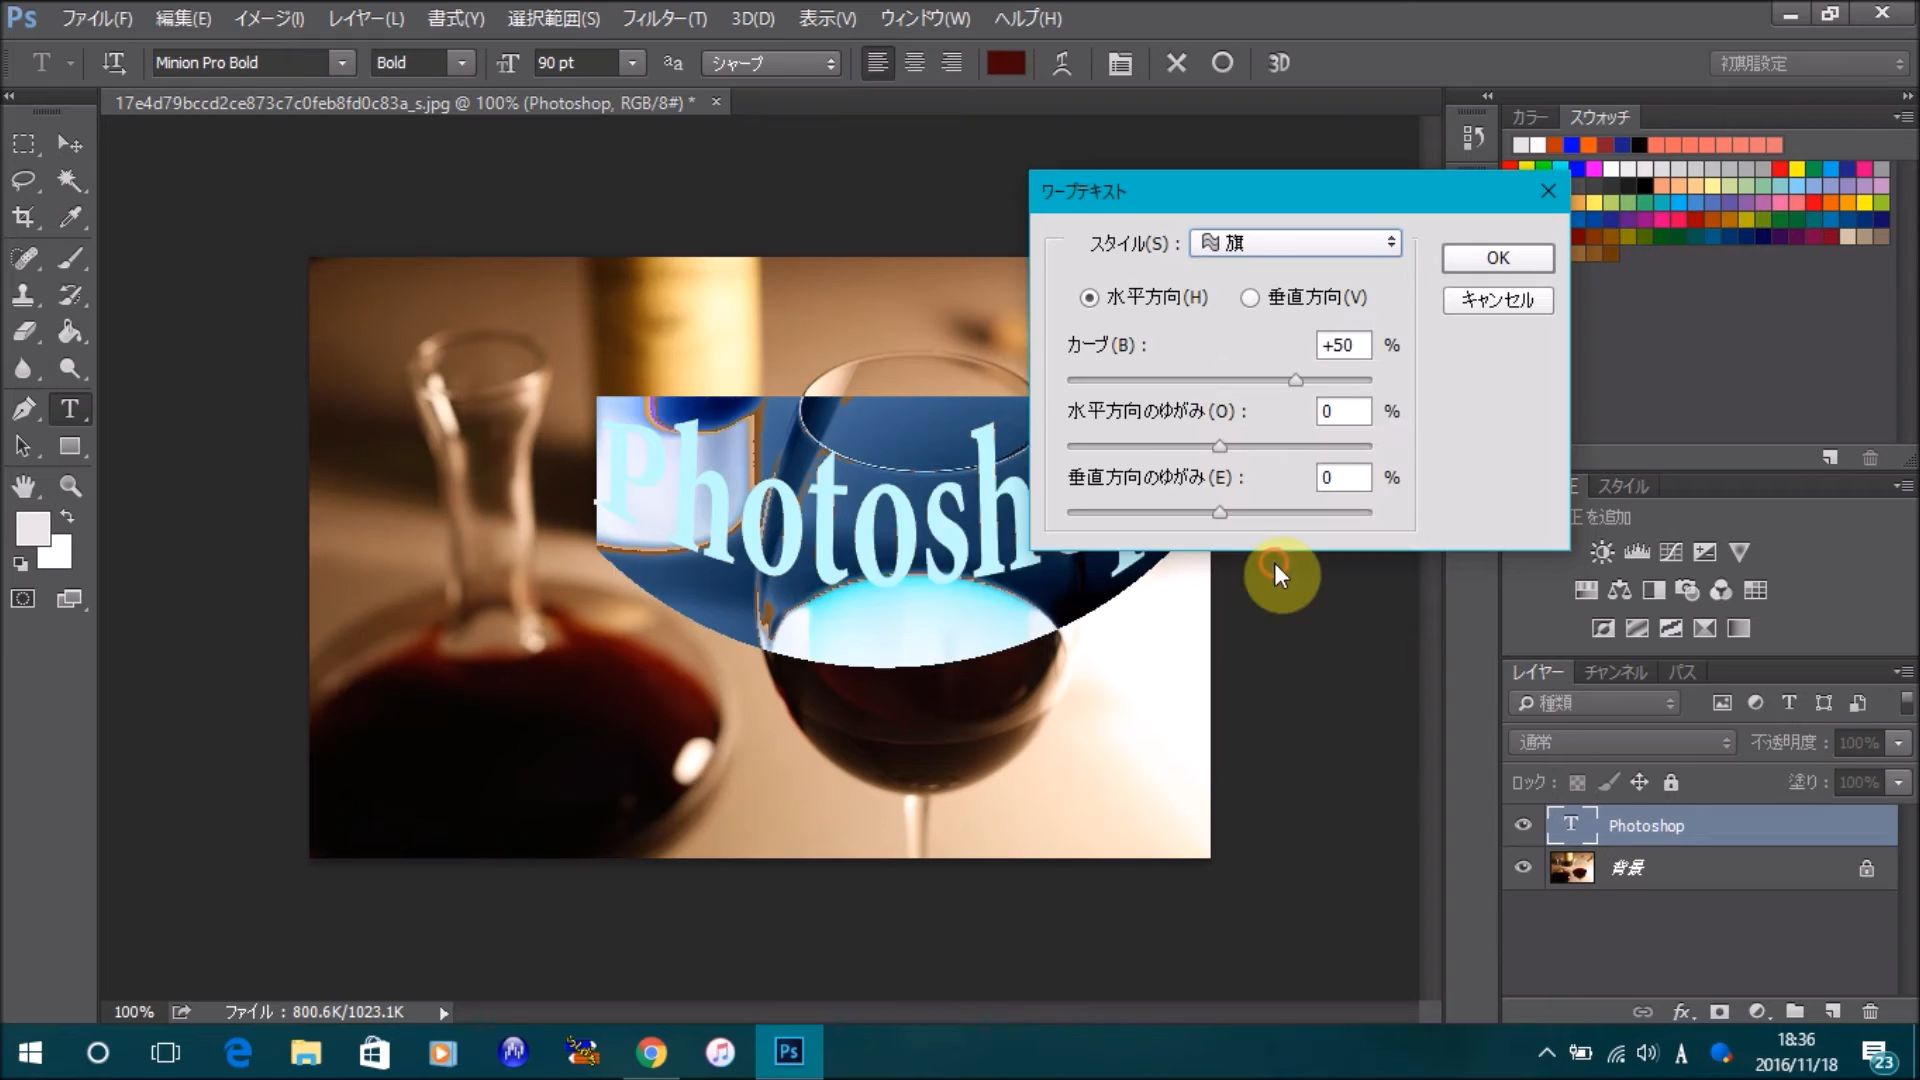 Ps ファイル(F) 編集(E) イメージ(I) レイヤー(L) 書式(Y) 選択範囲(S) フィルター(T) 3D(D) 表示(V) ウィンドウ(W) ヘルプ(H)
T Minion Pro Bold Bold 90 pt aa シャープ 3D 初期設定
17e4d79bccd2ce873c7c0feb8fd0c83a_s.jpg @ 100% (Photoshop, RGB/8#) * ×
カラー スウォッチ
ワープテキスト
スタイル(S) : 旗
OK
水平方向(H) 垂直方向(V)
キャンセル
カーブ(B) : +50 %
水平方向のゆがみ(O) : 0 %
垂直方向のゆがみ(E) : 0 %
Photosh
スタイル
正を追加
レイヤー チャンネル パス
種類
通常 不透明度 : 100%
ロック : 塗り : 100%
T Photoshop
背景
fx
100% ファイル : 800.6K/1023.1K
Ps
A
18:36
2016/11/18
23